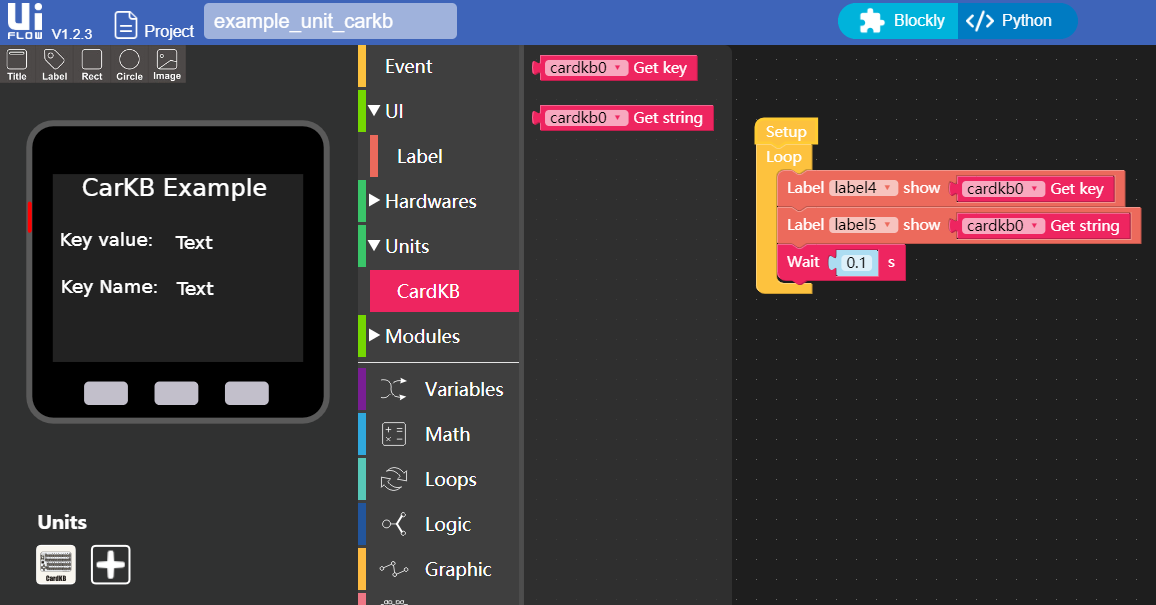 Ui
FLOW V1.2.3
Project
example_unit_carkb
Blockly
</> Python
Title Label Rect Circle Image
CarKB Example
Key value: Text
Key Name: Text
Units
CardKB
Event
UI
Label
Hardwares
Units
CardKB
Modules
Variables
Math
Loops
Logic
Graphic
cardkb0 Get key
cardkb0 Get string
Setup
Loop
Label label4 show cardkb0 Get key
Label label5 show cardkb0 Get string
Wait 0.1 s